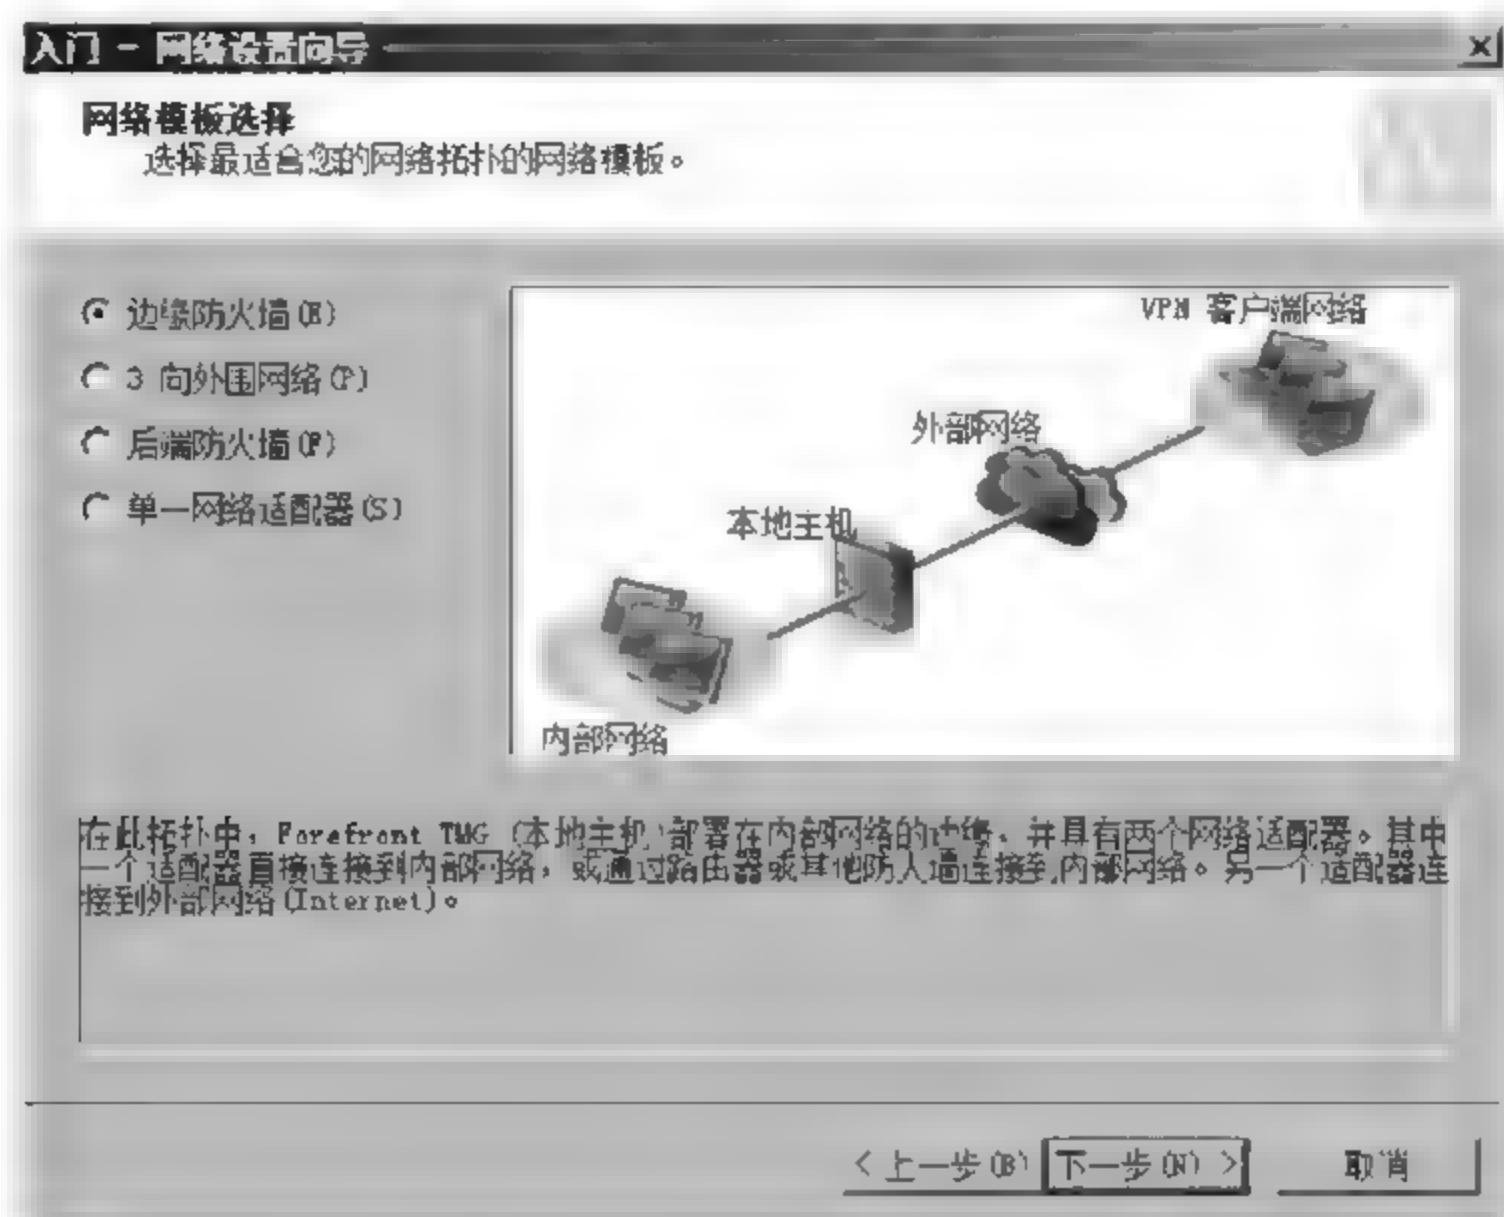 入门 - 网络设置向导
网络模板选择
选择最适合您的网络拓扑的网络模板。
边缘防火墙(E)
3 向外围网络(P)
后端防火墙(F)
单一网络适配器(S)
VPN 客户端网络
外部网络
本地主机
内部网络
在此拓扑中，Forefront TMG (本地主机)部署在内部网络的边缘，并具有两个网络适配器。其中
一个适配器直接连接到内部网络，或通过路由器或其他防火墙连接到内部网络。另一个适配器连
接到外部网络(Internet)。
< 上一步(B) 下一步(N) > 取消